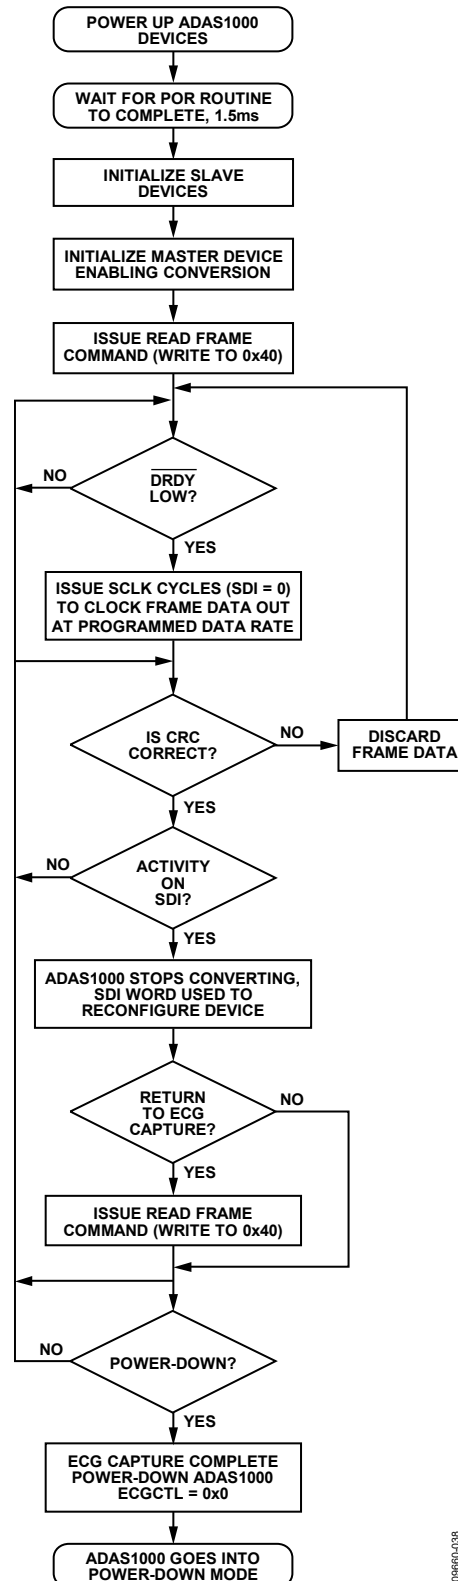 POWER UP ADAS1000
DEVICES
WAIT FOR POR ROUTINE
TO COMPLETE, 1.5ms
INITIALIZE SLAVE
DEVICES
INITIALIZE MASTER DEVICE
ENABLING CONVERSION
ISSUE READ FRAME
COMMAND (WRITE TO 0x40)
NO
DRDY
LOW?
YES
ISSUE SCLK CYCLES (SDI = 0)
TO CLOCK FRAME DATA OUT
AT PROGRAMMED DATA RATE
IS CRC
CORRECT?
NO
DISCARD
FRAME DATA
YES
NO
ACTIVITY
ON
SDI?
YES
ADAS1000 STOPS CONVERTING,
SDI WORD USED TO
RECONFIGURE DEVICE
RETURN
TO ECG
CAPTURE?
NO
YES
ISSUE READ FRAME
COMMAND (WRITE TO 0x40)
NO
POWER-DOWN?
YES
ECG CAPTURE COMPLETE
POWER-DOWN ADAS1000
ECGCTL = 0x0
ADAS1000 GOES INTO
POWER-DOWN MODE
09660-038